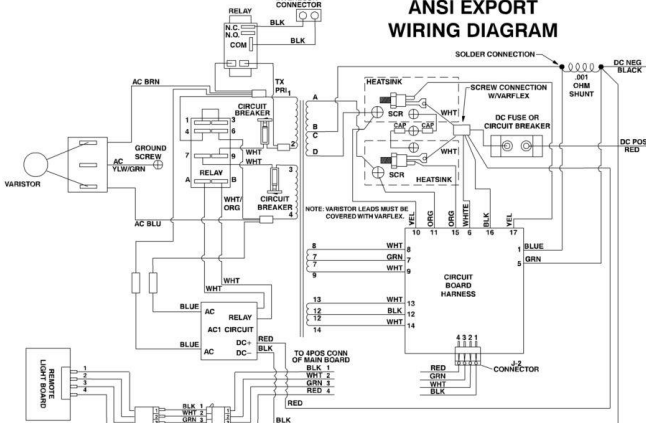 ANSI EXPORT
WIRING DIAGRAM
RELAY
CONNECTOR
BLK
N.C.
N.O.
COM
BLK
SOLDER CONNECTION
DC NEG
BLACK
.001
OHM
SHUNT
AC BRN
TX
PRI
1
CIRCUIT
BREAKER
2
HEATSINK
SCR
WHT
CAP
CAP
WHT
SCR
HEATSINK
SCREW CONNECTION
W/VARFLEX
DC FUSE OR
CIRCUIT BREAKER
DC POS
RED
A
B
C
D
1
3
4
6
7
9
RELAY
A
B
WHT
WHT
WHT/
ORG
3
CIRCUIT
BREAKER
4
GROUND
SCREW
AC
YLW/GRN
VARISTOR
AC BLU
NOTE: VARISTOR LEADS MUST BE
COVERED WITH VARFLEX.
YEL
ORG
ORG
WHITE
BLK
YEL
10
11
15
6
16
17
8
WHT
8
7
GRN
7
7
WHT
9
9
1
BLUE
5
GRN
CIRCUIT
BOARD
HARNESS
13
WHT
13
12
BLK
12
12
WHT
14
14
WHT
WHT
BLUE
AC
RELAY
AC1 CIRCUIT
BLUE
AC
DC+
RED
DC–
BLK
4 3 2 1
J-2
CONNECTOR
RED
GRN
WHT
BLK
TO 4POS CONN
OF MAIN BOARD
BLK 1
WHT 2
GRN 3
RED 4
RED
REMOTE
LIGHT BOARD
1
2
3
4
BLK 1
WHT 2
GRN 3
BLK